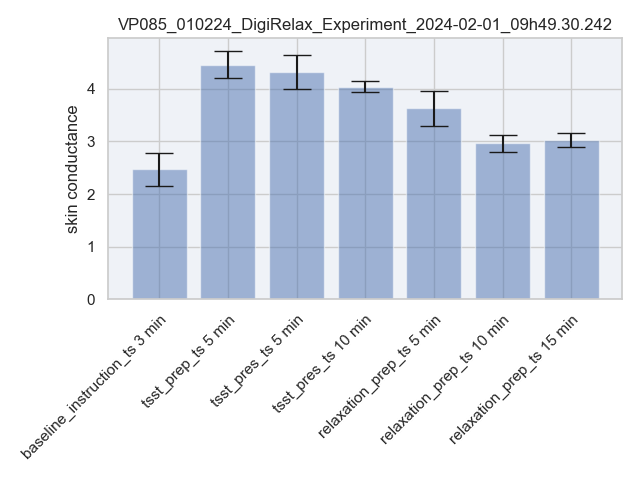 VP085_010224_DigiRelax_Experiment_2024-02-01_09h49.30.242
skin conductance
4
3
2
1
0
baseline_instruction_ts 3 min
tsst_prep_ts 5 min
tsst_pres_ts 5 min
tsst_pres_ts 10 min
relaxation_prep_ts 5 min
relaxation_prep_ts 10 min
relaxation_prep_ts 15 min